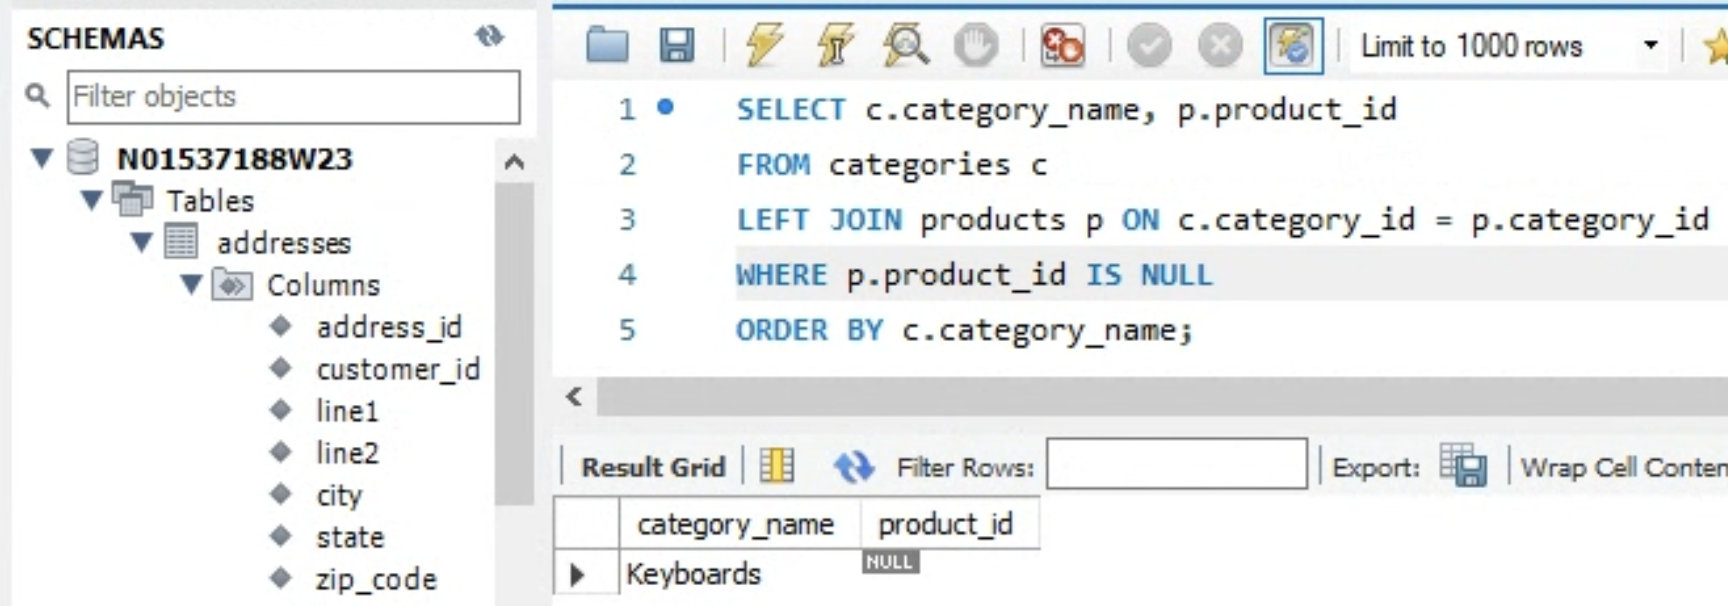 SCHEMAS
Filter objects
N01537188W23
Tables
addresses
Columns
address_id
customer_id
line1
line2
city
state
zip_code
Limit to 1000 rows
1 SELECT c.category_name, p.product_id
2 FROM categories c
3 LEFT JOIN products p ON c.category_id = p.category_id
4 WHERE p.product_id IS NULL
5 ORDER BY c.category_name;
Result Grid Filter Rows: Export: Wrap Cell Conten
category_name product_id
Keyboards NULL